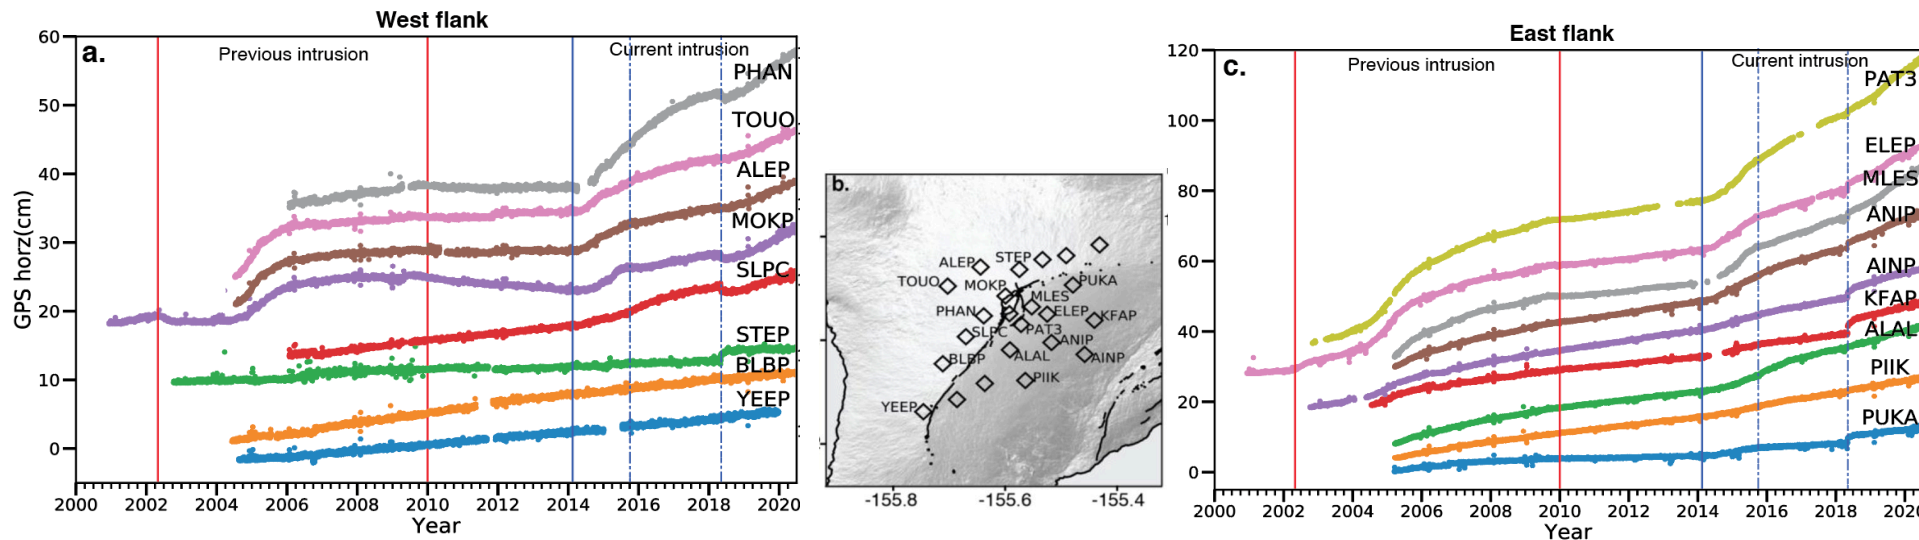 West flank
a.
Previous intrusion
Current intrusion
60
50
40
30
20
10
0
GPS horz(cm)
PHAN
TOUO
ALEP
MOKP
SLPC
STEP
BLBP
YEEP
2000 2002 2004 2006 2008 2010 2012 2014 2016 2018 2020
Year
b.
ALEP
STEP
TOUO
MOKP
PUKA
MLES
PHAN
ELEP
KFAP
SLPC
PAT3
ANIP
BLBP
ALAL
AINP
PIIK
YEEP
-155.8 -155.6 -155.4
East flank
c.
Previous intrusion
Current intrusion
120
100
80
60
40
20
0
PAT3
ELEP
MLES
ANIP
AINP
KFAP
ALAL
PIIK
PUKA
2000 2002 2004 2006 2008 2010 2012 2014 2016 2018 202
Year